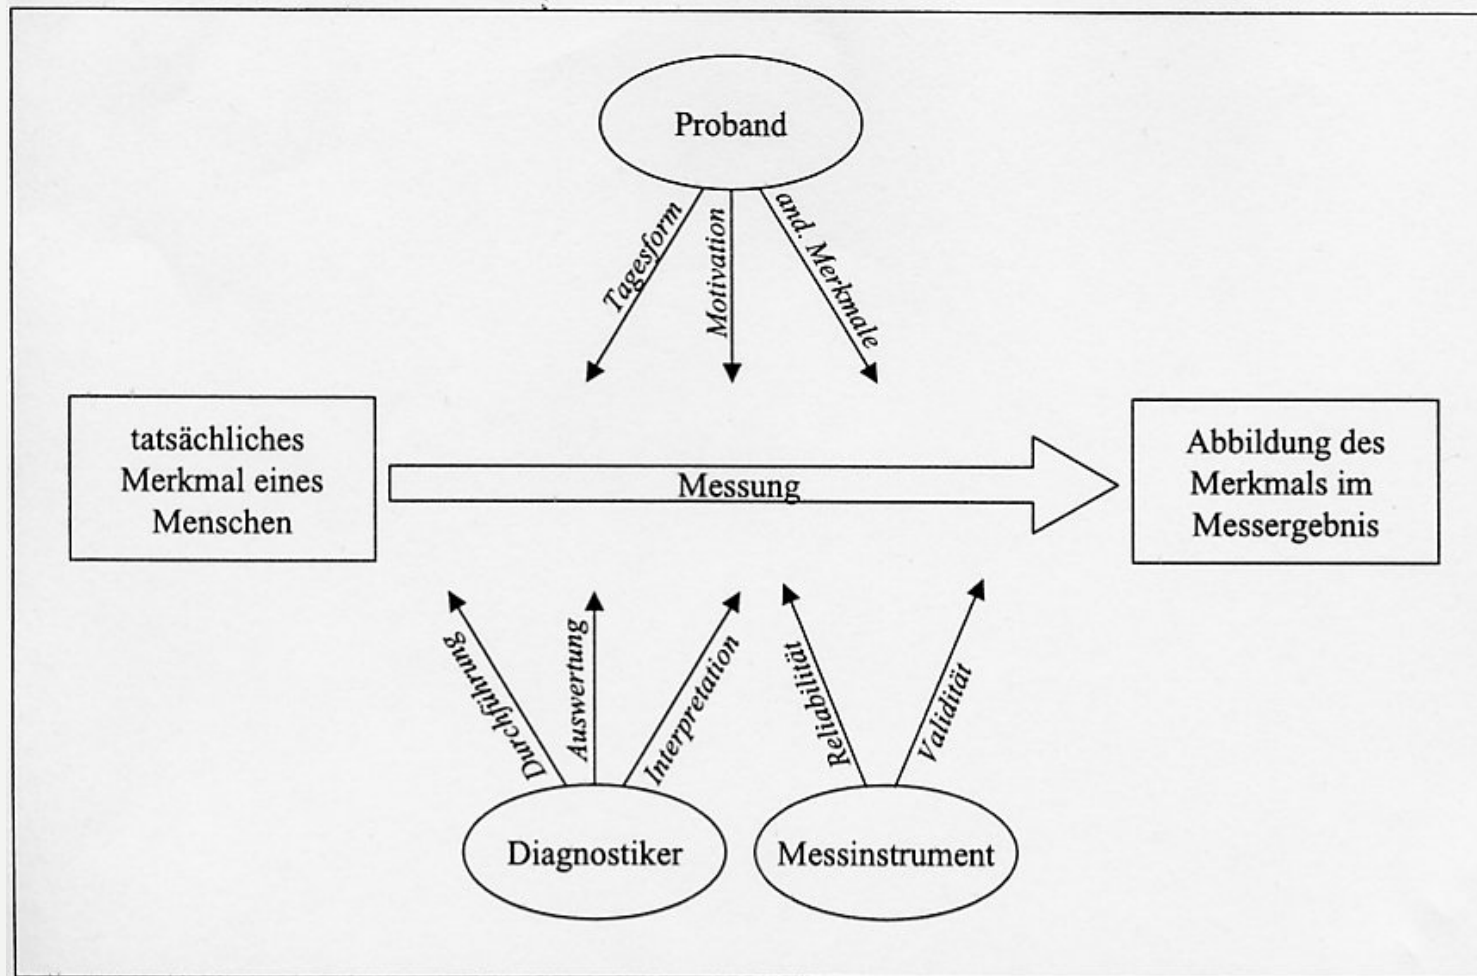 Proband
Tagesform
Motivation
and. Merkmale
tatsächliches
Merkmal eines
Menschen
Messung
Abbildung des
Merkmals im
Messergebnis
Durchführung
Auswertung
Interpretation
Reliabilität
Validität
Diagnostiker
Messinstrument